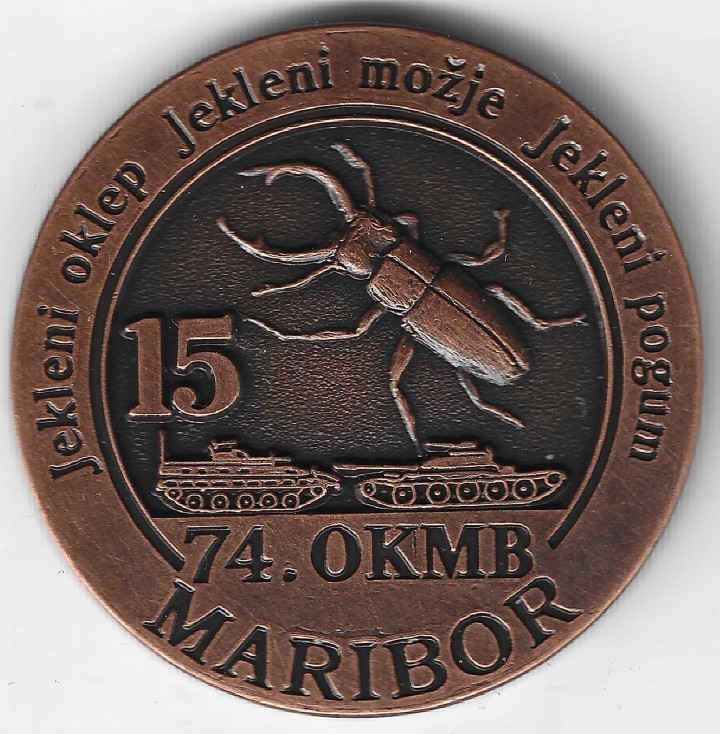 Jekleni oklep Jekleni možje Jekleni pogum
15
74. OKMB
MARIBOR